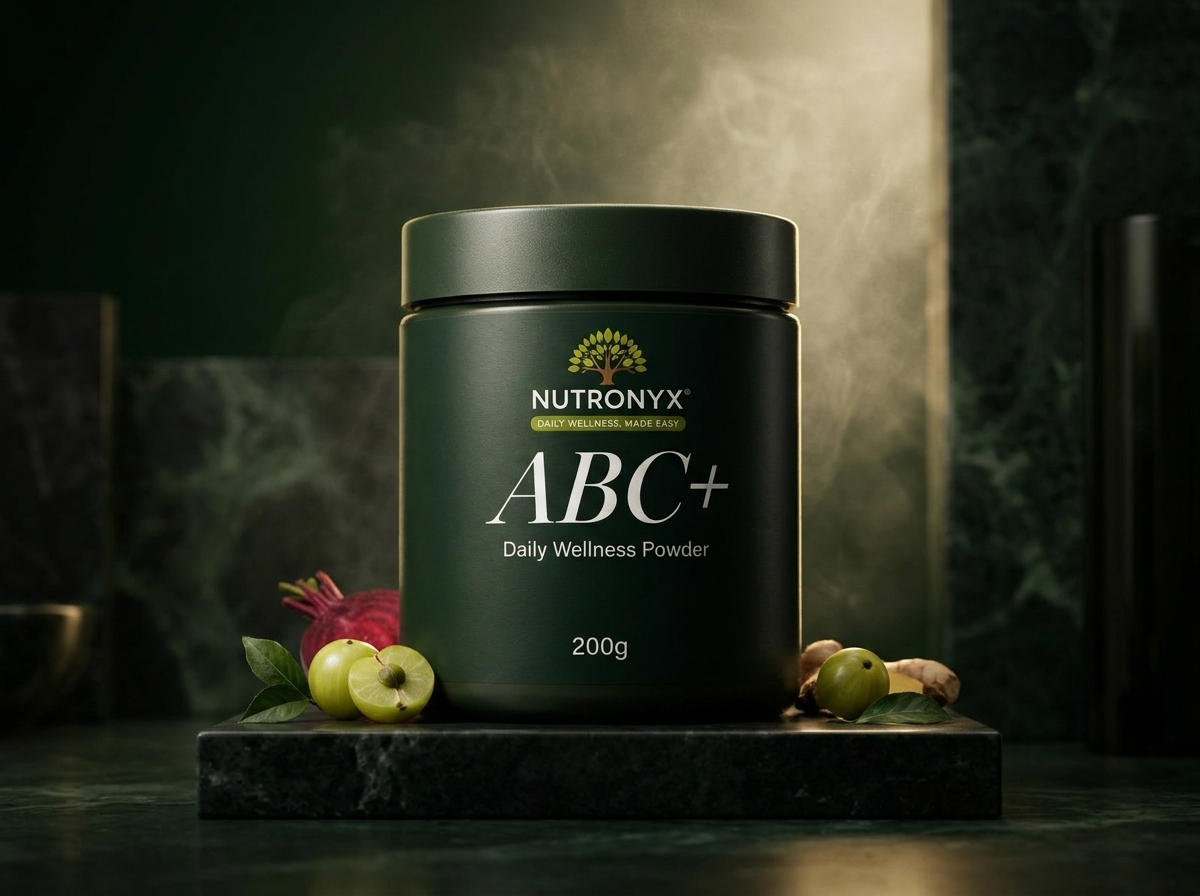 NUTRONYX®
DAILY WELLNESS, MADE EASY
ABC+
Daily Wellness Powder
200g